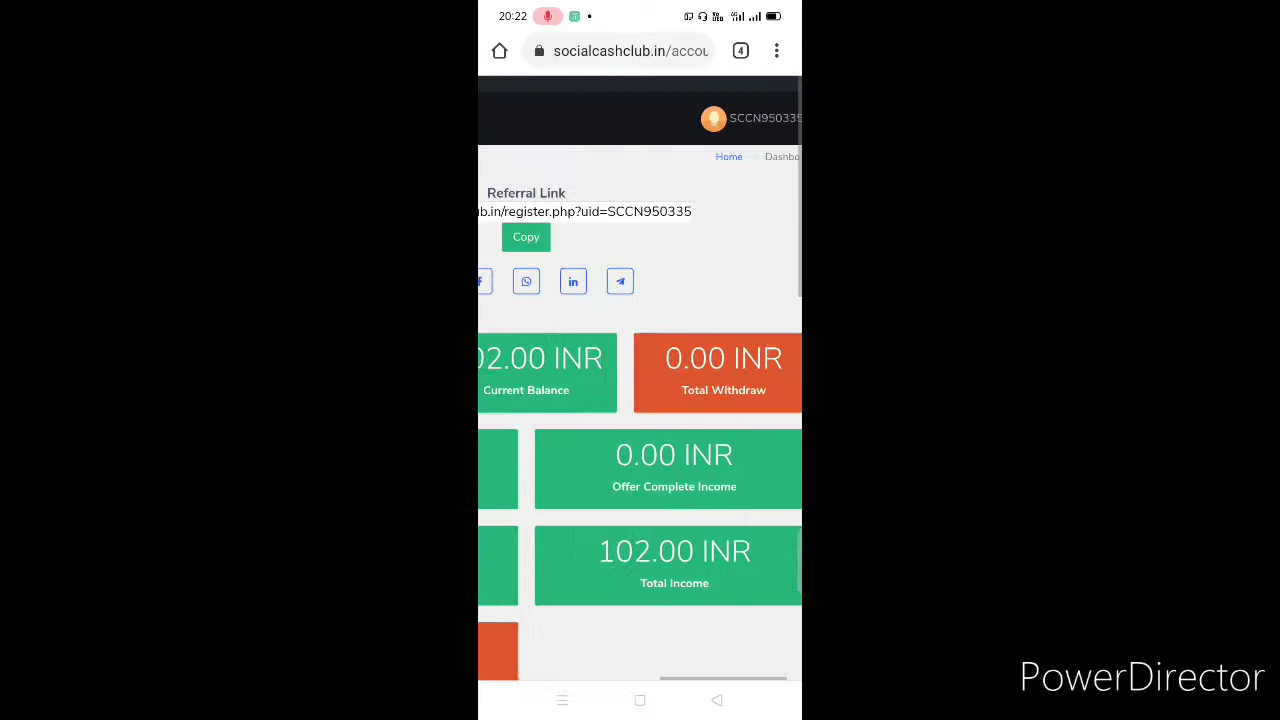 20:22
socialcashclub.in/accou
4
SCCN950335
Home
Dashbo
Referral Link
ub.in/register.php?uid=SCCN950335
Copy
02.00 INR
Current Balance
0.00 INR
Total Withdraw
0.00 INR
Offer Complete Income
102.00 INR
Total Income
PowerDirector